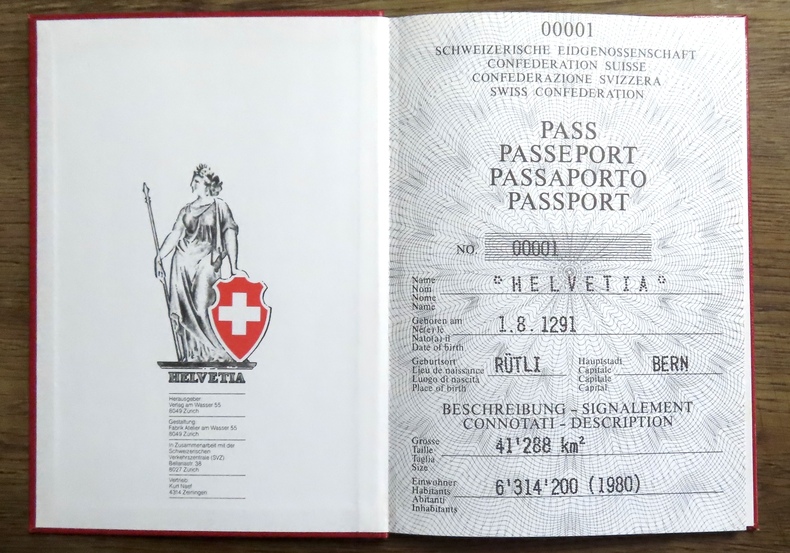 HELVETIA
Herausgeber:
Verlag am Wasser 55
8049 Zürich
Gestaltung:
Fabrik Atelier am Wasser 55
8049 Zürich
In Zusammenarbeit mit der
Schweizerischen
Verkehrszentrale (SVZ)
Bellariastr. 38
8027 Zürich
Vertrieb:
Kurt Naef
4314 Zeiningen
00001
SCHWEIZERISCHE EIDGENOSSENSCHAFT
CONFEDERATION SUISSE
CONFEDERAZIONE SVIZZERA
SWISS CONFEDERATION
PASS
PASSEPORT
PASSAPORTO
PASSPORT
NO. 00001
Name
Nom
Nome
Name
*HELVETIA*
Geboren am
Né(e) le
Nato(a) il
Date of birth
1.8.1291
Geburtsort
Lieu de naissance
Luogo di nascità
Place of birth
RÜTLI
Hauptstadt
Capitale
Capitale
Capital
BERN
BESCHREIBUNG - SIGNALEMENT
CONNOTATI - DESCRIPTION
Grösse
Taille
Taglia
Size
41'288 km²
Einwohner
Habitants
Abitanti
Inhabitants
6'314'200 (1980)